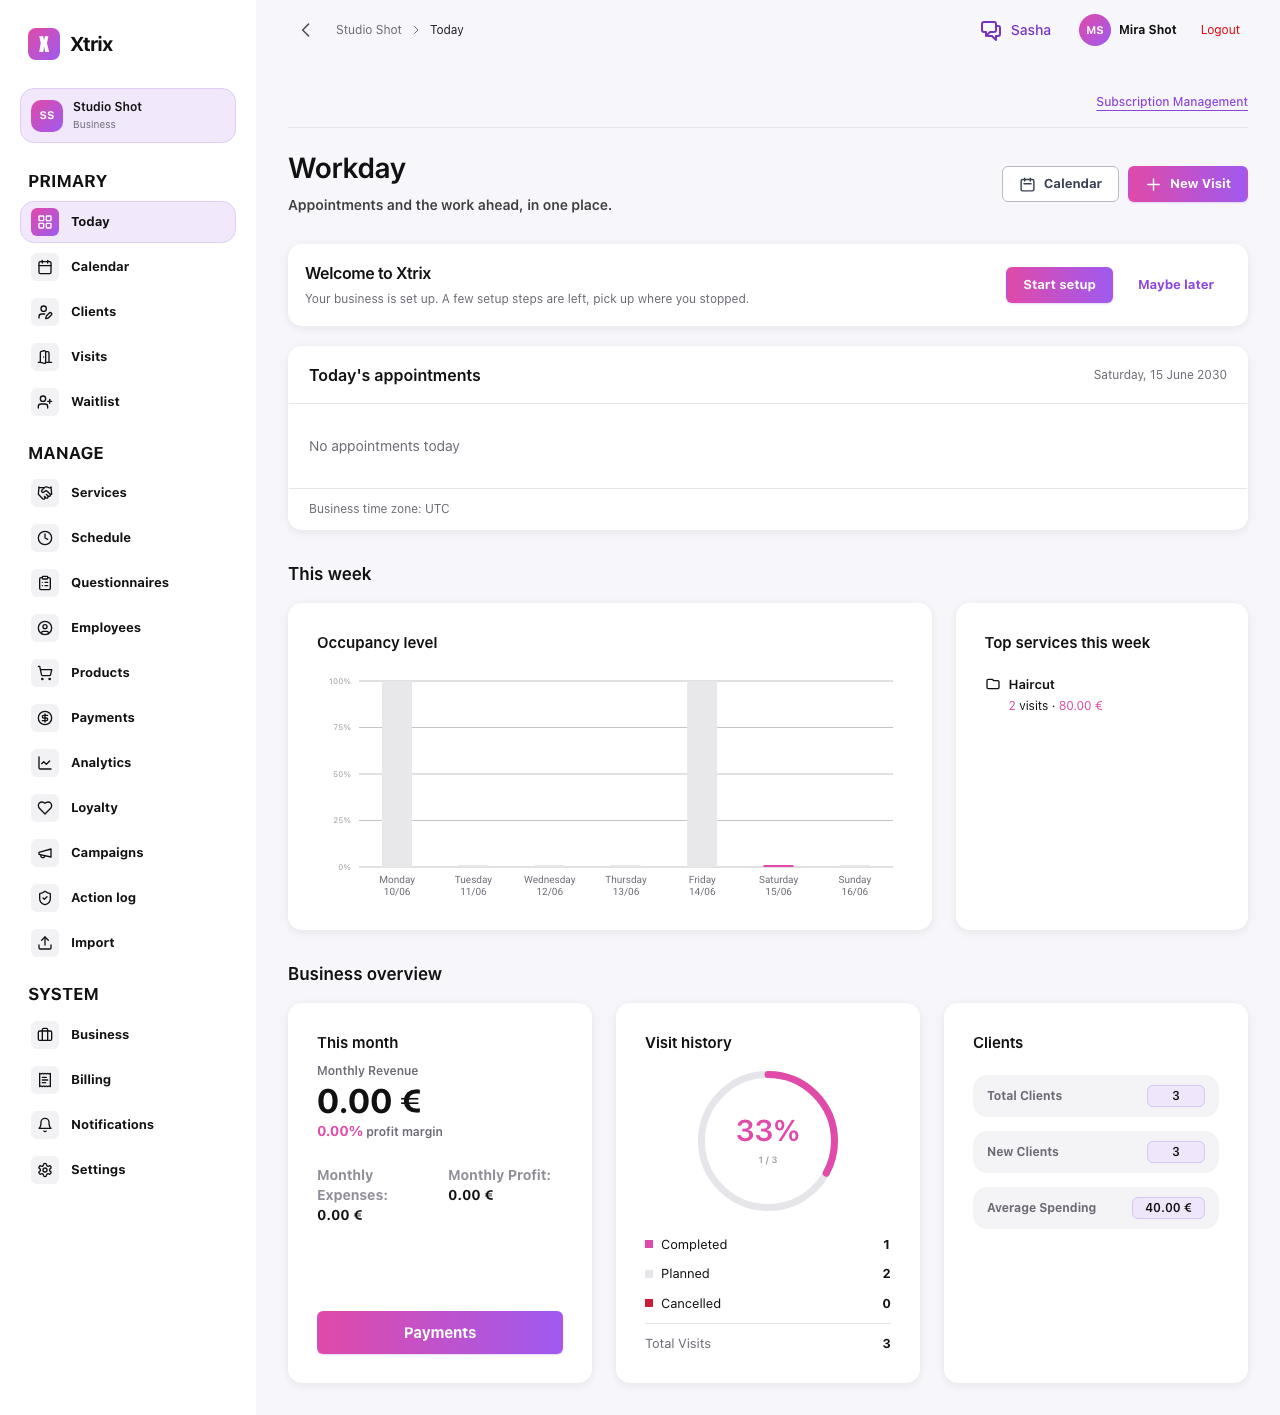 Xtrix
SS
Studio Shot
Business
PRIMARY
Today
Calendar
Clients
Visits
Waitlist
MANAGE
Services
Schedule
Questionnaires
Employees
Products
Payments
Analytics
Loyalty
Campaigns
Action log
Import
SYSTEM
Business
Billing
Notifications
Settings
Studio Shot
Today
Sasha
MS
Mira Shot
Logout
Subscription Management
Workday
Appointments and the work ahead, in one place.
Calendar
New Visit
Welcome to Xtrix
Your business is set up. A few setup steps are left, pick up where you stopped.
Start setup
Maybe later
Today's appointments
Saturday, 15 June 2030
No appointments today
Business time zone: UTC
This week
Occupancy level
100%
75%
50%
25%
0%
Monday
10/06
Tuesday
11/06
Wednesday
12/06
Thursday
13/06
Friday
14/06
Saturday
15/06
Sunday
16/06
Top services this week
Haircut
2 visits · 80.00 €
Business overview
This month
Monthly Revenue
0.00 €
0.00% profit margin
Monthly
Expenses:
0.00 €
Monthly Profit:
0.00 €
Payments
Visit history
33%
1 / 3
Completed 1
Planned 2
Cancelled 0
Total Visits 3
Clients
Total Clients 3
New Clients 3
Average Spending 40.00 €